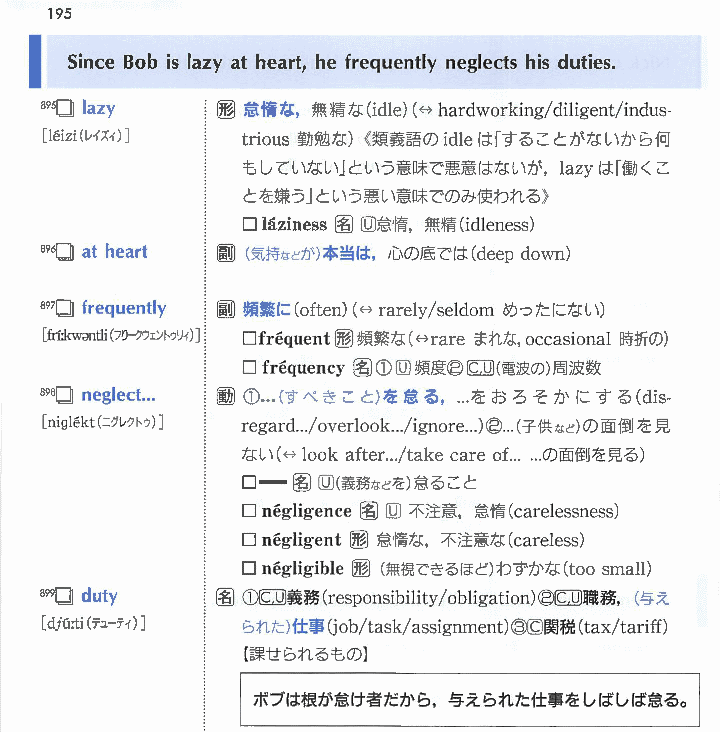 195
Since Bob is lazy at heart, he frequently neglects his duties.
895 lazy
[léizi(レイズィ)]
形 怠惰な，無精な(idle)(↔ hardworking/diligent/indus-
trious 勤勉な)《類義語の idle は「することがないから何
もしていない」という意味で悪意はないが，lazy は「働くこ
とを嫌う」という悪い意味でのみ使われる》
□ láziness 名 U 怠惰，無精(idleness)
896 at heart
副 (気持などが)本当は，心の底では(deep down)
897 frequently
[fríːkwəntli(フリークウェントゥリィ)]
副 頻繁に(often)(↔ rarely/seldom めったにない)
□ fréquent 形 頻繁な(↔rare まれな, occasional 時折の)
□ fréquency 名 ① U 頻度② C,U (電波の)周波数
898 neglect...
[niglékt(ニグレクトゥ)]
動 ①…(すべきこと)を怠る，…をおろそかにする(dis-
regard.../overlook.../ignore...)②…(子供など)の面倒を見
ない(↔ look after.../take care of... …の面倒を見る)
□ ― 名 U (義務などを)怠ること
□ négligence 名 U 不注意，怠惰(carelessness)
□ négligent 形 怠惰な，不注意な(careless)
□ négligible 形 (無視できるほど)わずかな(too small)
899 duty
[djúːti(デューティ)]
名 ① C,U 義務(responsibility/obligation)② C,U 職務，(与え
られた)仕事(job/task/assignment)③ C 関税(tax/tariff)
【課せられるもの】
ボブは根が怠け者だから，与えられた仕事をしばしば怠る。